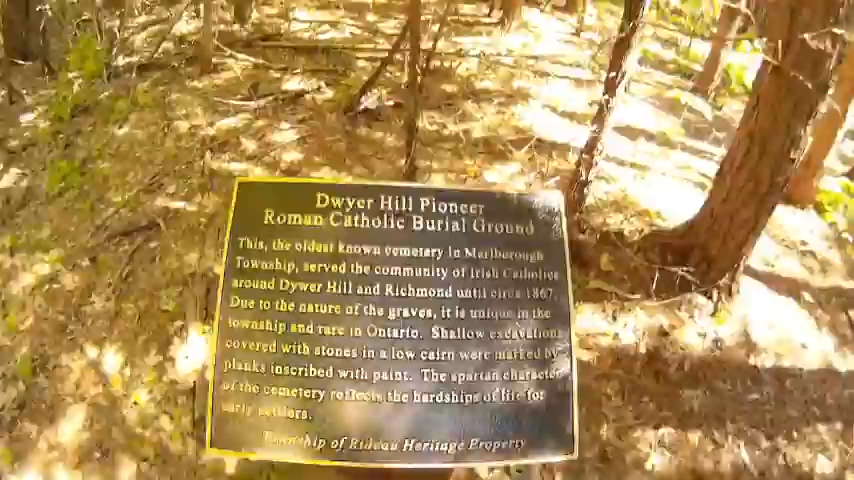 Dwyer Hill Pioneer
Roman Catholic Burial Ground
This, the oldest known cemetery in Marlborough
Township, served the community of Irish Catholics
around Dywer Hill and Richmond until circa 1867.
Due to the nature of the graves, it is unique in the
township and rare in Ontario. Shallow excavations
covered with stones in a low cairn were marked by
planks inscribed with paint. The spartan character
of the cemetery reflects the hardships of life for
early settlers.
Township of Rideau Heritage Property